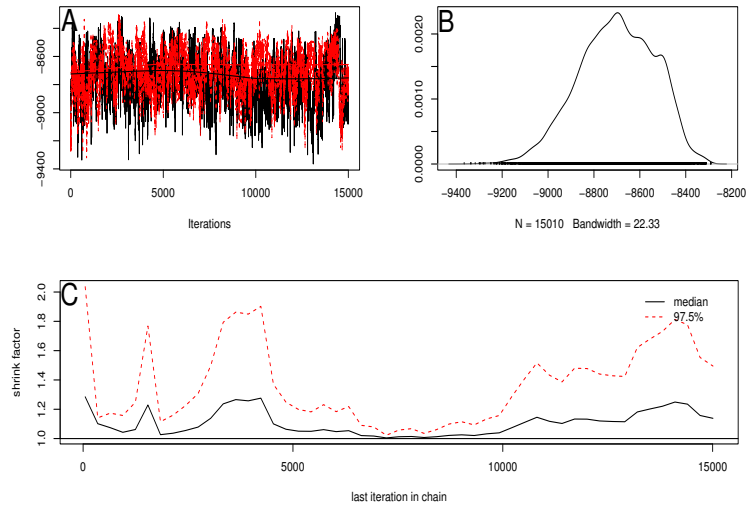 A
−8600
−9000
−9400
0 5000 10000 15000
Iterations
B
0.0020
0.0010
0.0000
−9400 −9200 −9000 −8800 −8600 −8400 −8200
N = 15010 Bandwidth = 22.33
C
2.0
1.8
1.6
1.4
1.2
1.0
shrink factor
median
97.5%
0 5000 10000 15000
last iteration in chain